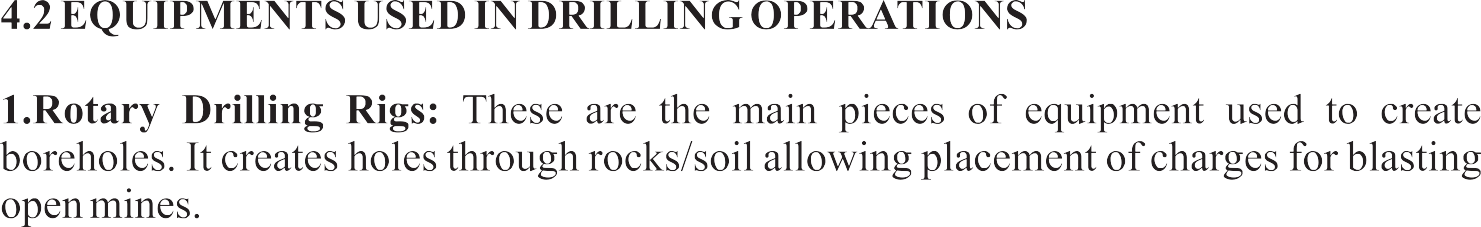 4.2 EQUIPMENTS USED IN DRILLING OPERATIONS
1.Rotary Drilling Rigs: These are the main pieces of equipment used to create
boreholes. It creates holes through rocks/soil allowing placement of charges for blasting
open mines.